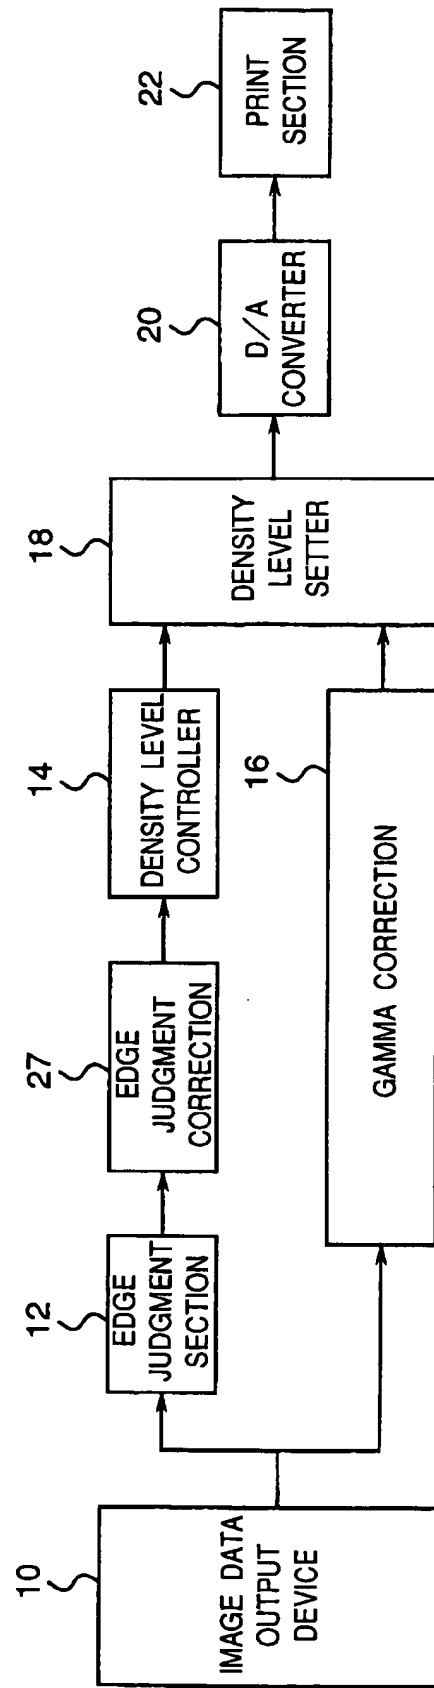 10
IMAGE DATA
OUTPUT
DEVICE
12
EDGE
JUDGMENT
SECTION
27
EDGE
JUDGMENT
CORRECTION
14
DENSITY LEVEL
CONTROLLER
16
GAMMA CORRECTION
18
DENSITY
LEVEL
SETTER
20
D/A
CONVERTER
22
PRINT
SECTION